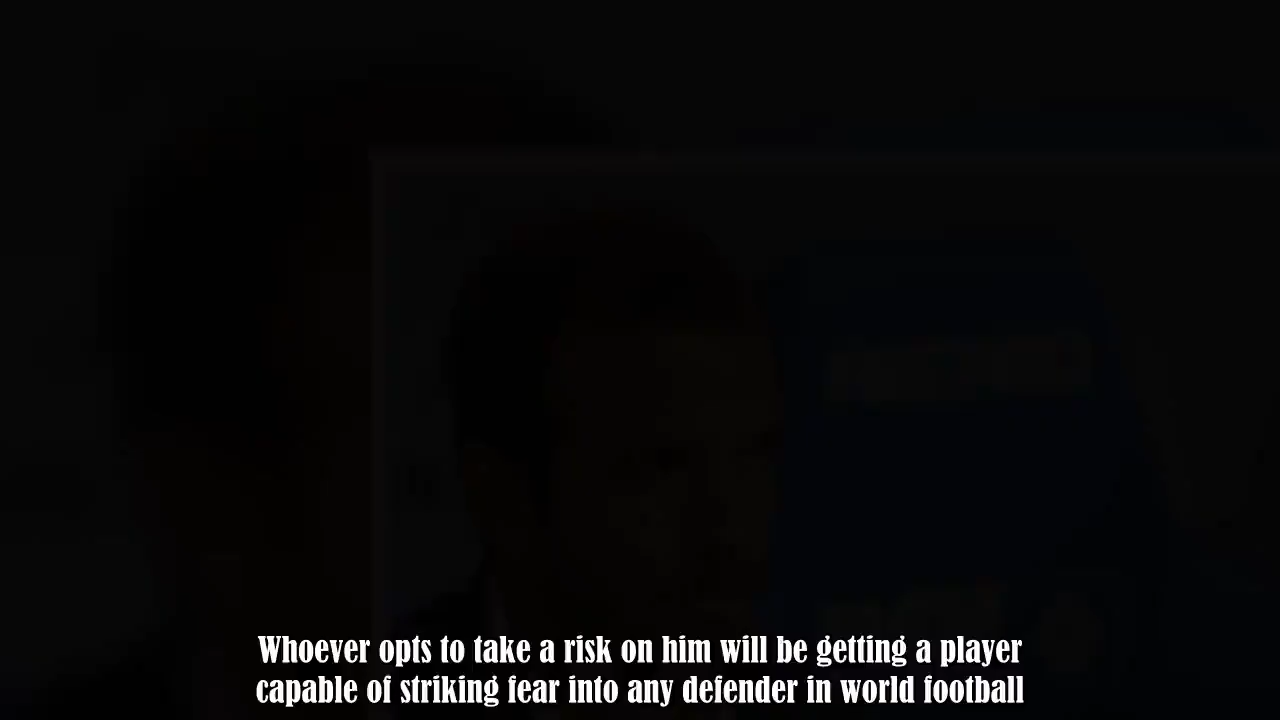 Whoever opts to take a risk on him will be getting a player
capable of striking fear into any defender in world football